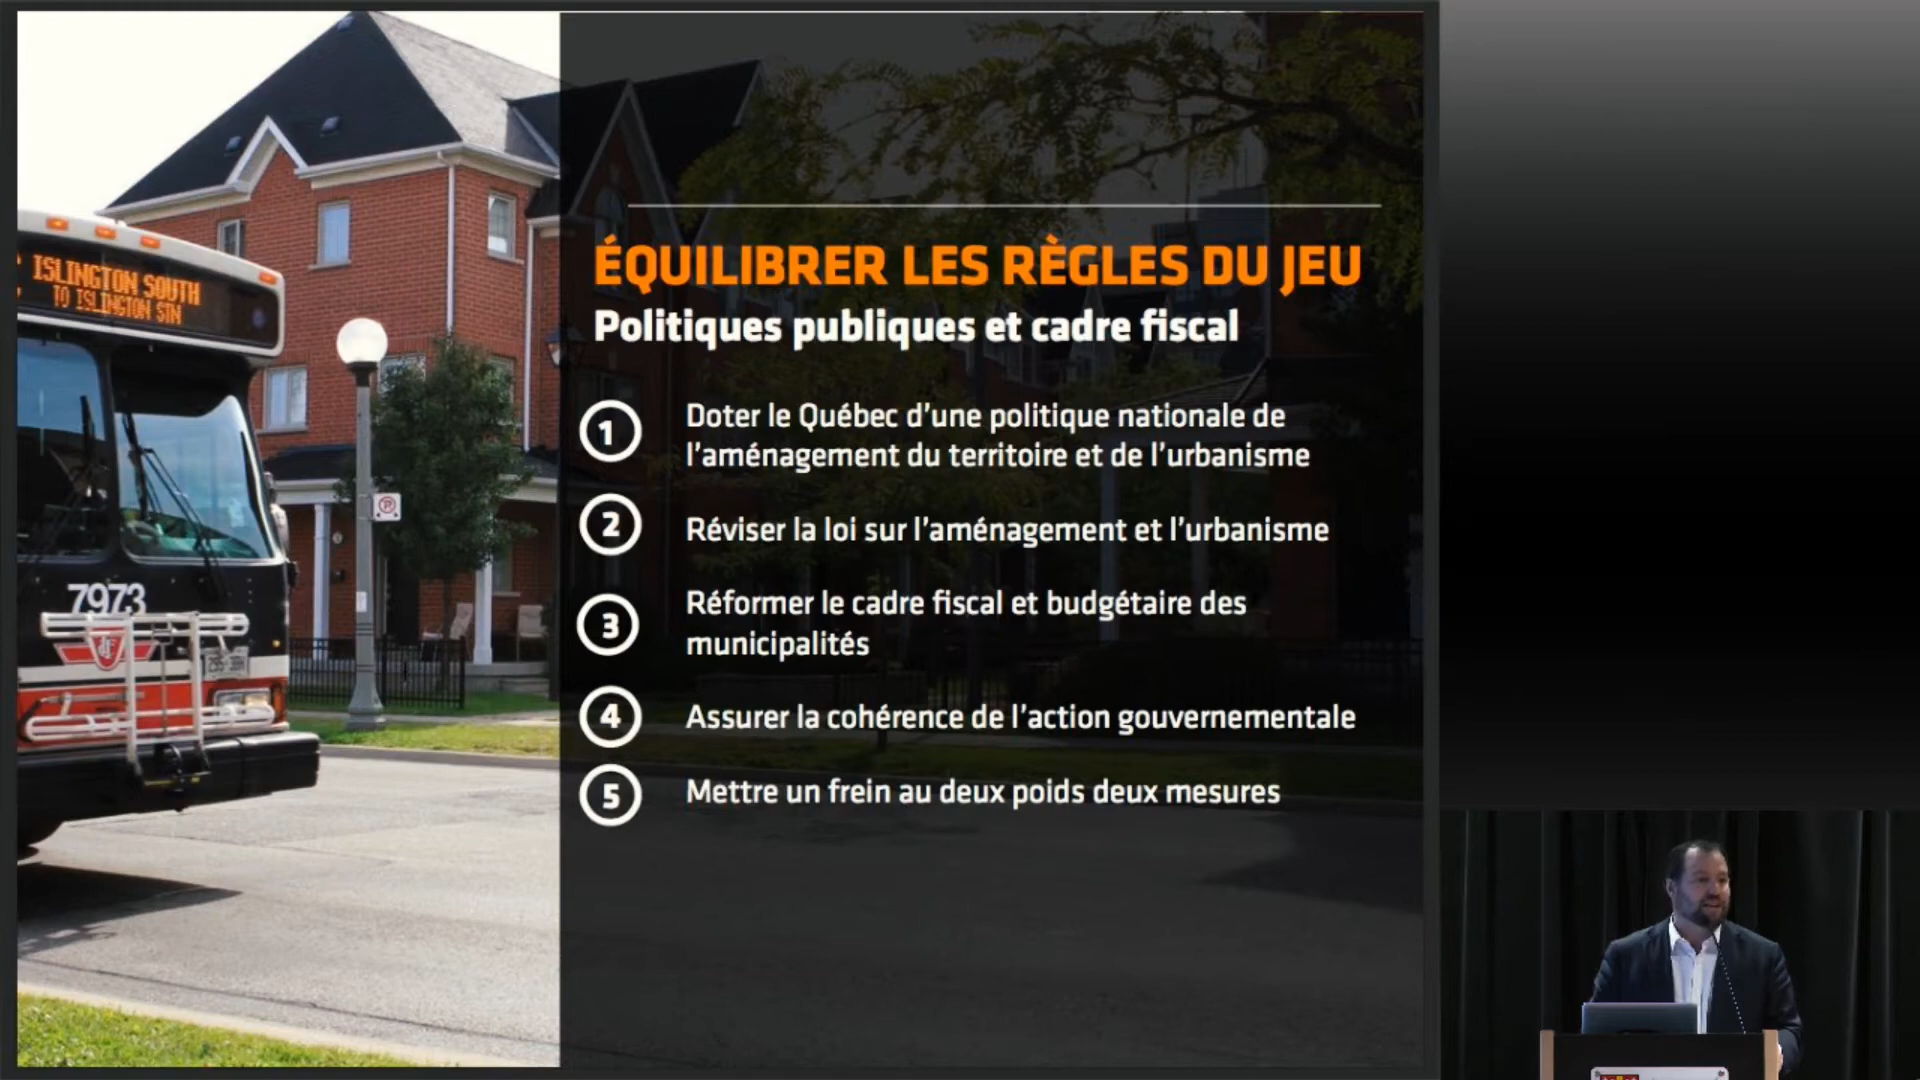 ISLINGTON SOUTH
TO ISLINGTON STN
7973
ÉQUILIBRER LES RÈGLES DU JEU
Politiques publiques et cadre fiscal
1 Doter le Québec d’une politique nationale de
l’aménagement du territoire et de l’urbanisme
2 Réviser la loi sur l’aménagement et l’urbanisme
3 Réformer le cadre fiscal et budgétaire des
municipalités
4 Assurer la cohérence de l’action gouvernementale
5 Mettre un frein au deux poids deux mesures